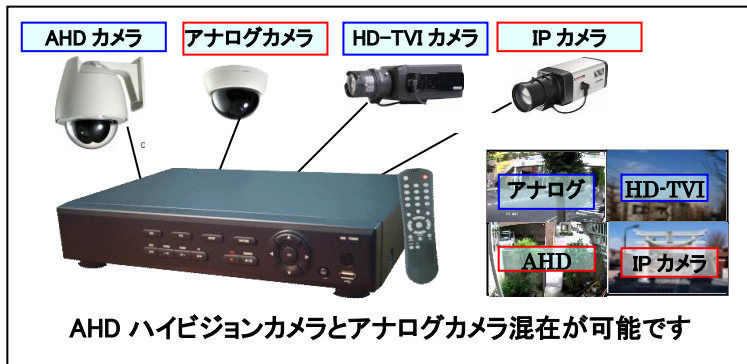 AHD カメラ
アナログカメラ
HD-TVI カメラ
IP カメラ
アナログ
HD-TVI
AHD
IP カメラ
AHD ハイビジョンカメラとアナログカメラ混在が可能です